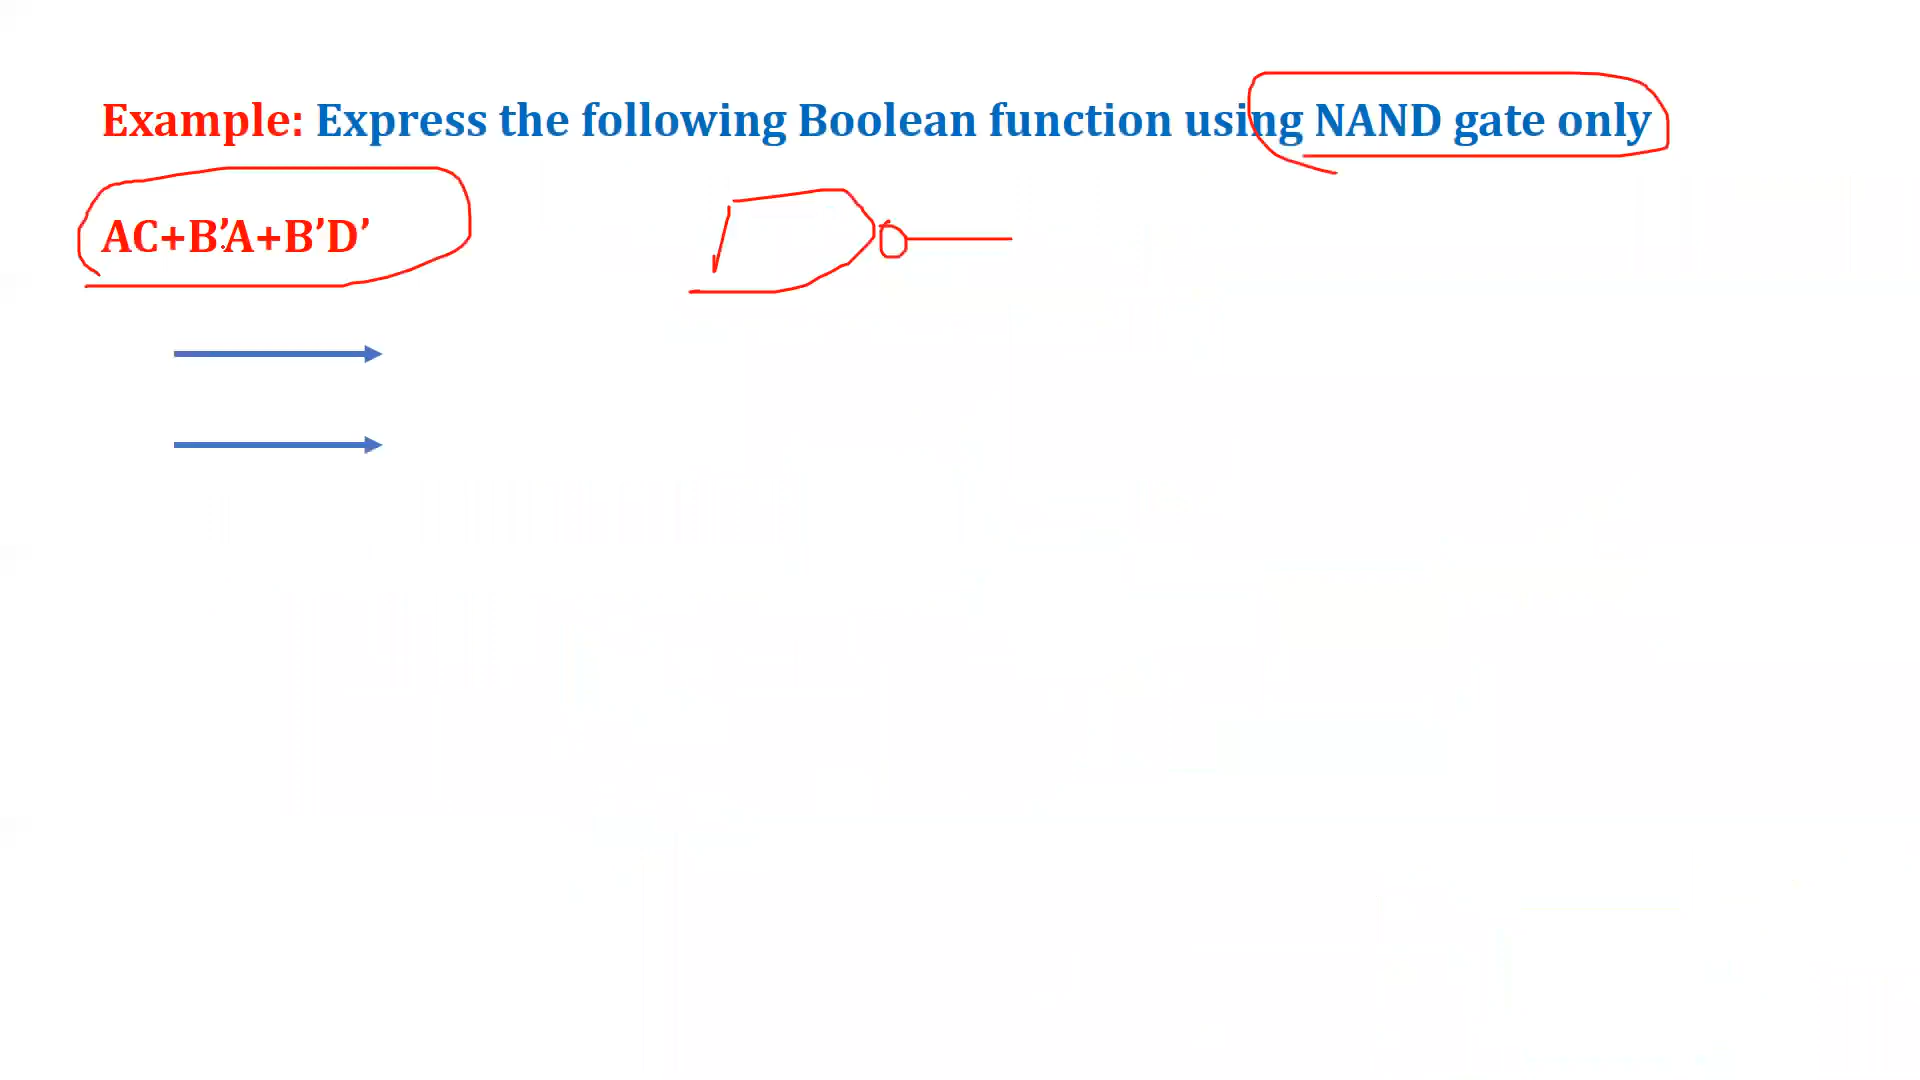 Example: Express the following Boolean function using NAND gate only
AC+B’A+B’D’